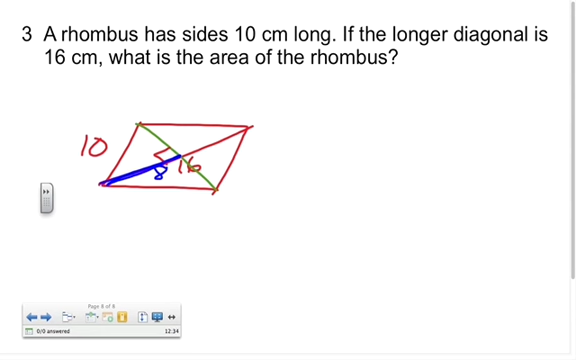 3 A rhombus has sides 10 cm long. If the longer diagonal is
16 cm, what is the area of the rhombus?
10
16
8
Page 8 of 8
0/0 answered
12:34